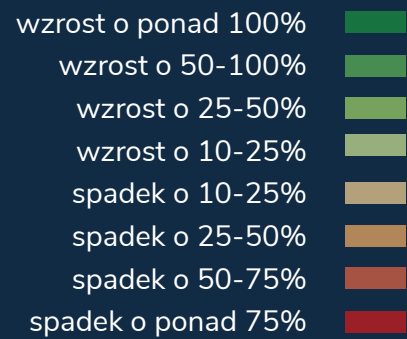 wzrost o ponad 100%
wzrost o 50-100%
wzrost o 25-50%
wzrost o 10-25%
spadek o 10-25%
spadek o 25-50%
spadek o 50-75%
spadek o ponad 75%